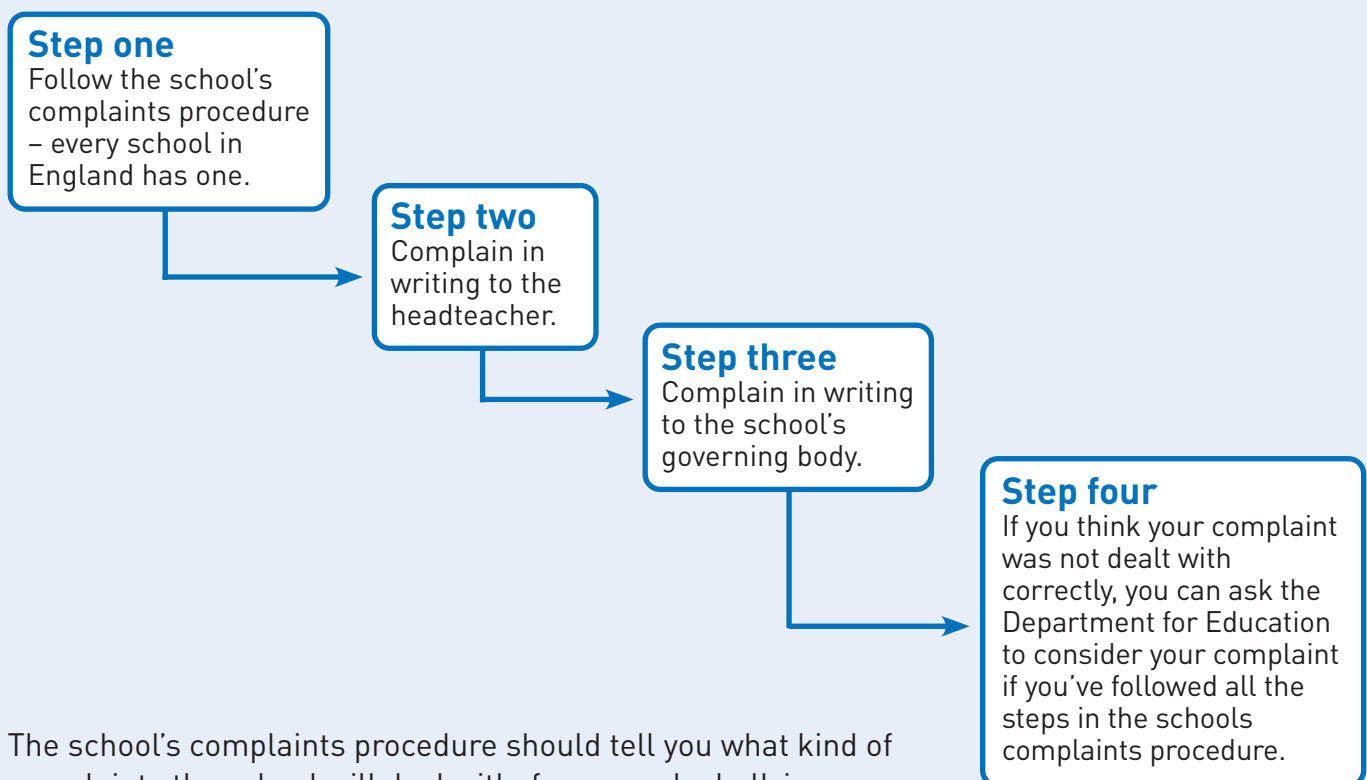 Step one
Follow the school's
complaints procedure
– every school in
England has one.
Step two
Complain in
writing to the
headteacher.
Step three
Complain in writing
to the school's
governing body.
Step four
If you think your complaint
was not dealt with
correctly, you can ask the
Department for Education
to consider your complaint
if you've followed all the
steps in the schools
complaints procedure.
The school's complaints procedure should tell you what kind of